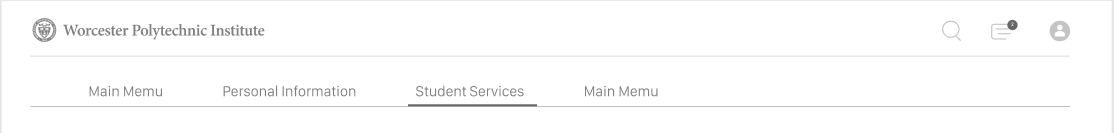 Worcester Polytechnic Institute
Main Memu Personal Information Student Services Main Memu